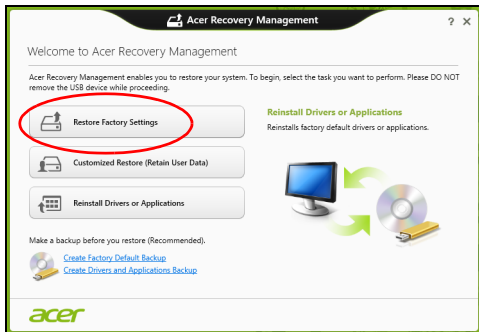 Acer Recovery Management
? ×
Welcome to Acer Recovery Management
Acer Recovery Management enables you to restore your system. To begin, select the task you want to perform. Please DO NOT
remove the USB device while proceeding.
Restore Factory Settings
Customized Restore (Retain User Data)
Reinstall Drivers or Applications
Reinstall Drivers or Applications
Reinstalls factory default drivers or applications.
Make a backup before you restore (Recommended).
Create Factory Default Backup
Create Drivers and Applications Backup
acer